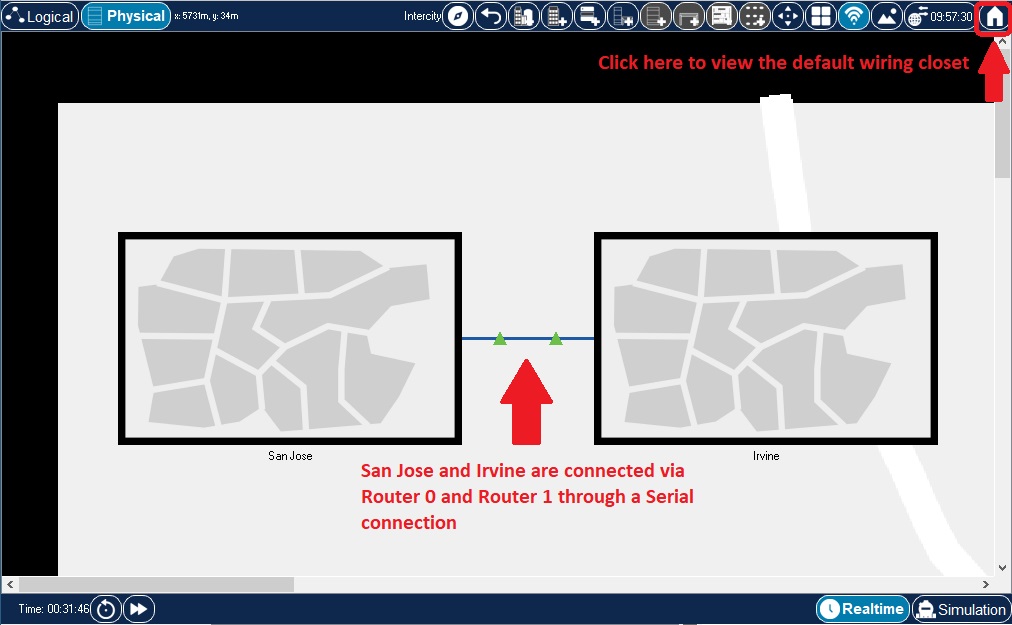 Logical Physical x: 5731m, y: 34m Intercity 09:57:30
Click here to view the default wiring closet
San Jose Irvine
San Jose and Irvine are connected via
Router 0 and Router 1 through a Serial
connection
Time: 00:31:46 Realtime Simulation